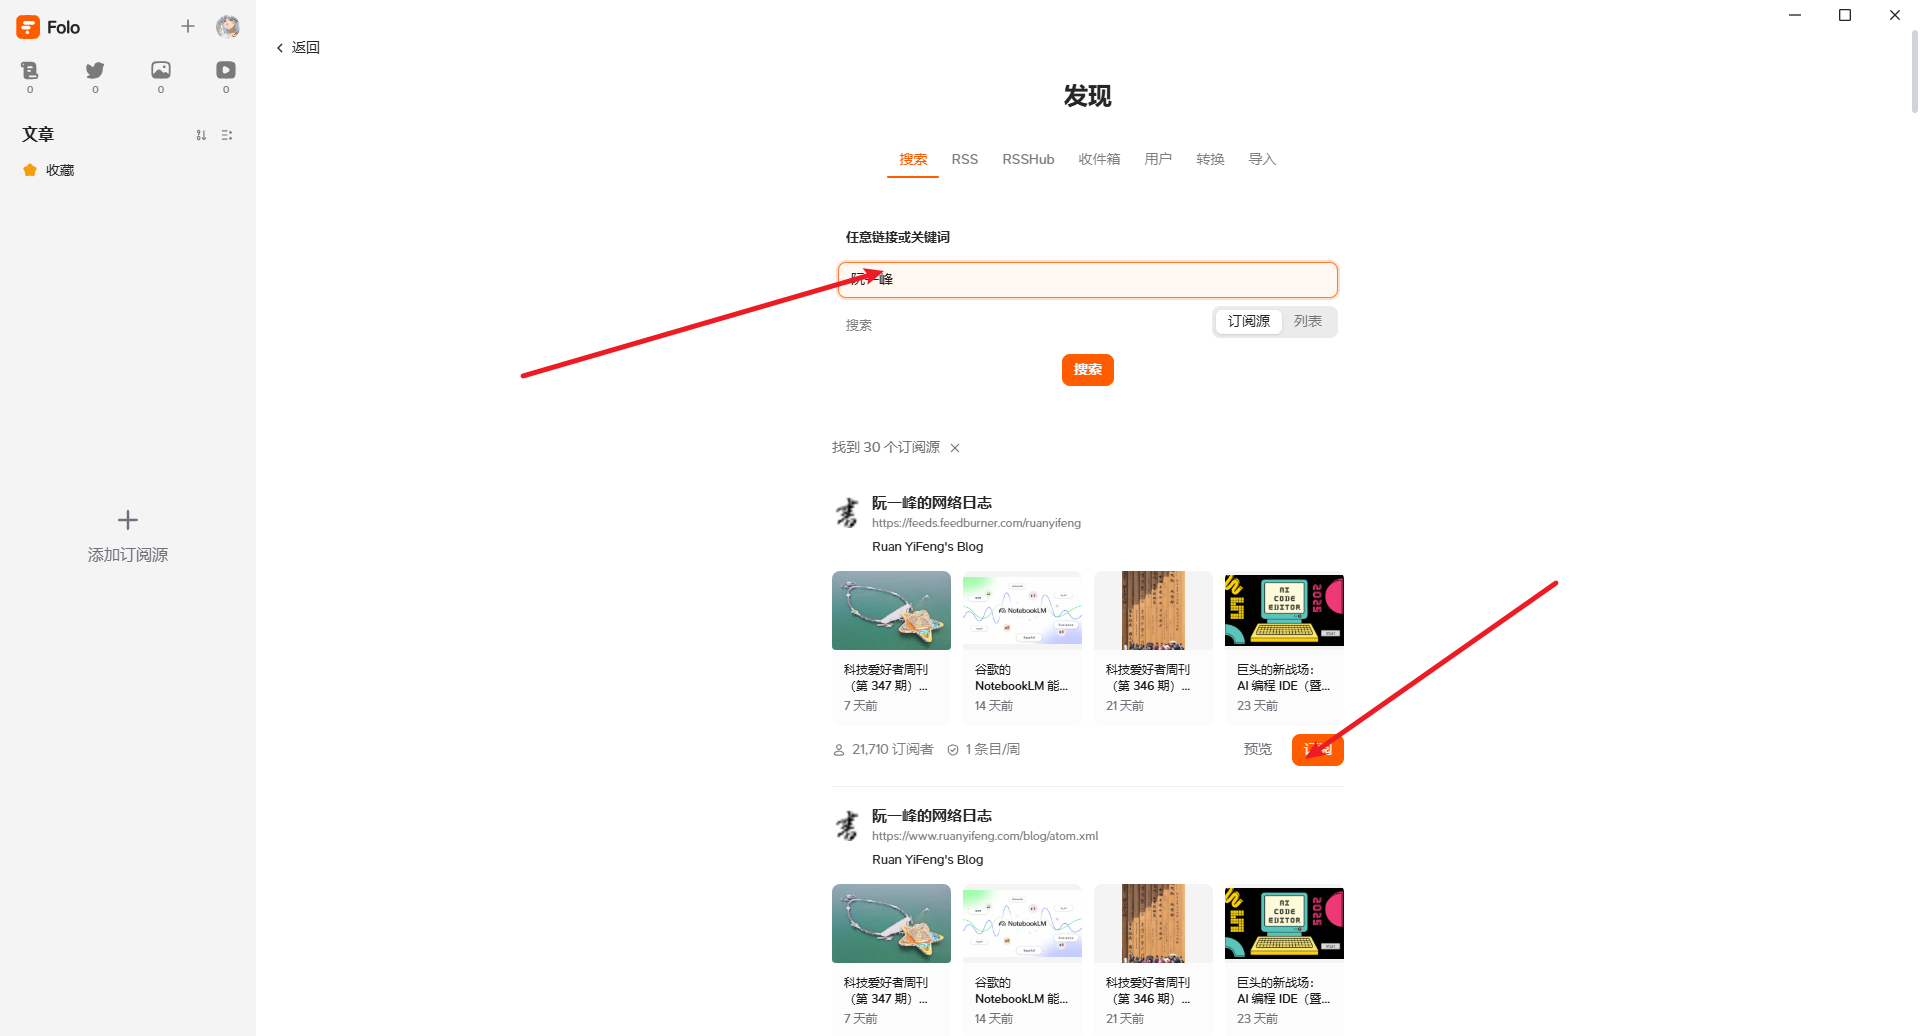 Folo
0
0
0
0
文章
收藏
添加订阅源
返回
发现
搜索
RSS
RSSHub
收件箱
用户
转换
导入
任意链接或关键词
阮一峰
搜索
订阅源
列表
搜索
找到 30 个订阅源
阮一峰的网络日志
https://feeds.feedburner.com/ruanyifeng
Ruan YiFeng's Blog
NotebookLM
AI
CODE
EDITOR
2025
科技爱好者周刊
（第 347 期）...
7 天前
谷歌的
NotebookLM 能...
14 天前
科技爱好者周刊
（第 346 期）...
21 天前
巨头的新战场：
AI 编程 IDE（暨...
23 天前
21,710 订阅者
1 条目/周
预览
订阅
阮一峰的网络日志
https://www.ruanyifeng.com/blog/atom.xml
Ruan YiFeng's Blog
NotebookLM
AI
CODE
EDITOR
2025
科技爱好者周刊
（第 347 期）...
7 天前
谷歌的
NotebookLM 能...
14 天前
科技爱好者周刊
（第 346 期）...
21 天前
巨头的新战场：
AI 编程 IDE（暨...
23 天前